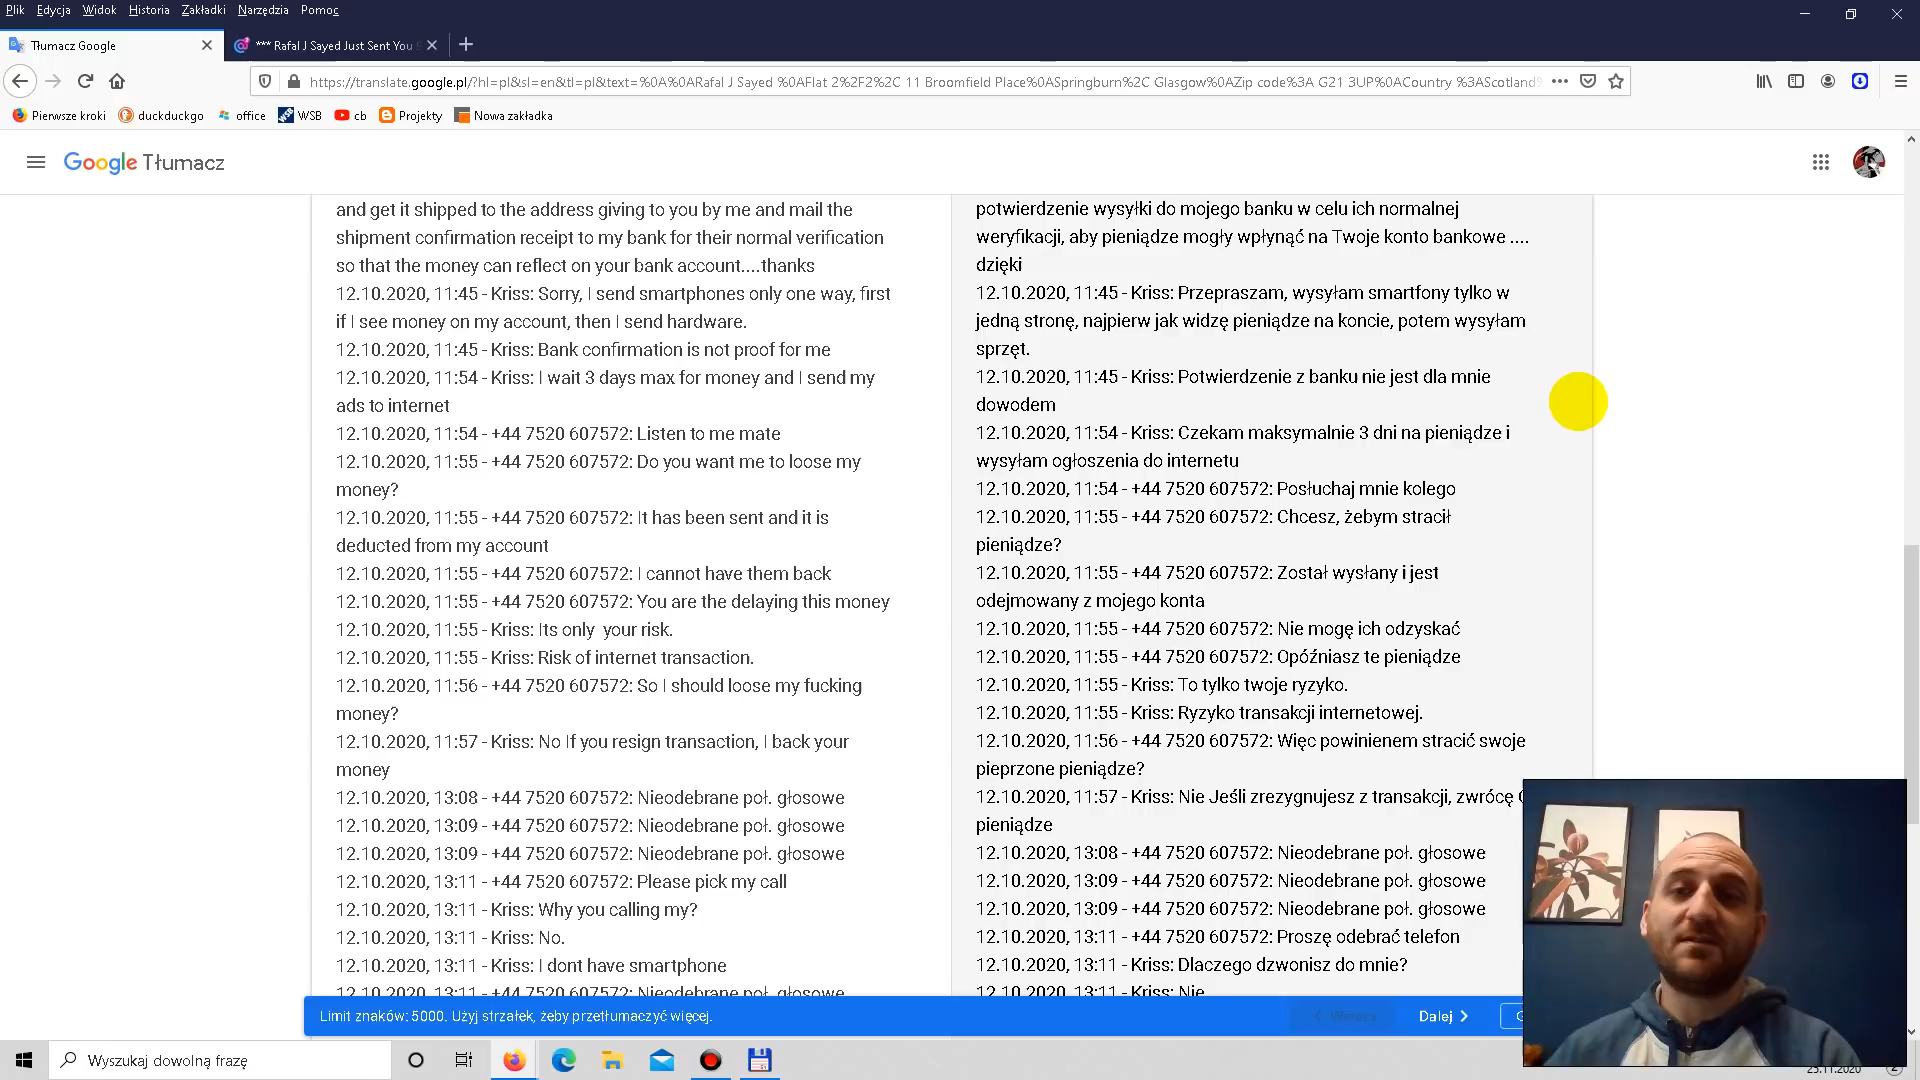 Plik Edycja Widok Historia Zakładki Narzędzia Pomoc
Tłumacz Google
*** Rafal J Sayed Just Sent You
https://translate.google.pl/?hl=pl&sl=en&tl=pl&text=%0A%0ARafal J Sayed %0AFlat 2%2F2%2C 11 Broomfield Place%0ASpringburn%2C Glasgow%0AZip code%3A G21 3UP%0ACountry %3AScotland
Pierwsze kroki duckduckgo office WSB cb Projekty Nowa zakładka
Google Tłumacz
and get it shipped to the address giving to you by me and mail the
shipment confirmation receipt to my bank for their normal verification
so that the money can reflect on your bank account....thanks
12.10.2020, 11:45 - Kriss: Sorry, I send smartphones only one way, first
if I see money on my account, then I send hardware.
12.10.2020, 11:45 - Kriss: Bank confirmation is not proof for me
12.10.2020, 11:54 - Kriss: I wait 3 days max for money and I send my
ads to internet
12.10.2020, 11:54 - +44 7520 607572: Listen to me mate
12.10.2020, 11:55 - +44 7520 607572: Do you want me to loose my
money?
12.10.2020, 11:55 - +44 7520 607572: It has been sent and it is
deducted from my account
12.10.2020, 11:55 - +44 7520 607572: I cannot have them back
12.10.2020, 11:55 - +44 7520 607572: You are the delaying this money
12.10.2020, 11:55 - Kriss: Its only  your risk.
12.10.2020, 11:55 - Kriss: Risk of internet transaction.
12.10.2020, 11:56 - +44 7520 607572: So I should loose my fucking
money?
12.10.2020, 11:57 - Kriss: No If you resign transaction, I back your
money
12.10.2020, 13:08 - +44 7520 607572: Nieodebrane poł. głosowe
12.10.2020, 13:09 - +44 7520 607572: Nieodebrane poł. głosowe
12.10.2020, 13:09 - +44 7520 607572: Nieodebrane poł. głosowe
12.10.2020, 13:11 - +44 7520 607572: Please pick my call
12.10.2020, 13:11 - Kriss: Why you calling my?
12.10.2020, 13:11 - Kriss: No.
12.10.2020, 13:11 - Kriss: I dont have smartphone
12.10.2020, 13:11 - +44 7520 607572: Nieodebrane poł. głosowe
potwierdzenie wysyłki do mojego banku w celu ich normalnej
weryfikacji, aby pieniądze mogły wpłynąć na Twoje konto bankowe ....
dzięki
12.10.2020, 11:45 - Kriss: Przepraszam, wysyłam smartfony tylko w
jedną stronę, najpierw jak widzę pieniądze na koncie, potem wysyłam
sprzęt.
12.10.2020, 11:45 - Kriss: Potwierdzenie z banku nie jest dla mnie
dowodem
12.10.2020, 11:54 - Kriss: Czekam maksymalnie 3 dni na pieniądze i
wysyłam ogłoszenia do internetu
12.10.2020, 11:54 - +44 7520 607572: Posłuchaj mnie kolego
12.10.2020, 11:55 - +44 7520 607572: Chcesz, żebym stracił
pieniądze?
12.10.2020, 11:55 - +44 7520 607572: Został wysłany i jest
odejmowany z mojego konta
12.10.2020, 11:55 - +44 7520 607572: Nie mogę ich odzyskać
12.10.2020, 11:55 - +44 7520 607572: Opóźniasz te pieniądze
12.10.2020, 11:55 - Kriss: To tylko twoje ryzyko.
12.10.2020, 11:55 - Kriss: Ryzyko transakcji internetowej.
12.10.2020, 11:56 - +44 7520 607572: Więc powinienem stracić swoje
pieprzone pieniądze?
12.10.2020, 11:57 - Kriss: Nie Jeśli zrezygnujesz z transakcji, zwrócę
pieniądze
12.10.2020, 13:08 - +44 7520 607572: Nieodebrane poł. głosowe
12.10.2020, 13:09 - +44 7520 607572: Nieodebrane poł. głosowe
12.10.2020, 13:09 - +44 7520 607572: Nieodebrane poł. głosowe
12.10.2020, 13:11 - +44 7520 607572: Proszę odebrać telefon
12.10.2020, 13:11 - Kriss: Dlaczego dzwonisz do mnie?
12.10.2020, 13:11 - Kriss: Nie
Limit znaków: 5000. Użyj strzałek, żeby przetłumaczyć więcej.
Wstecz Dalej
Wyszukaj dowolną frazę